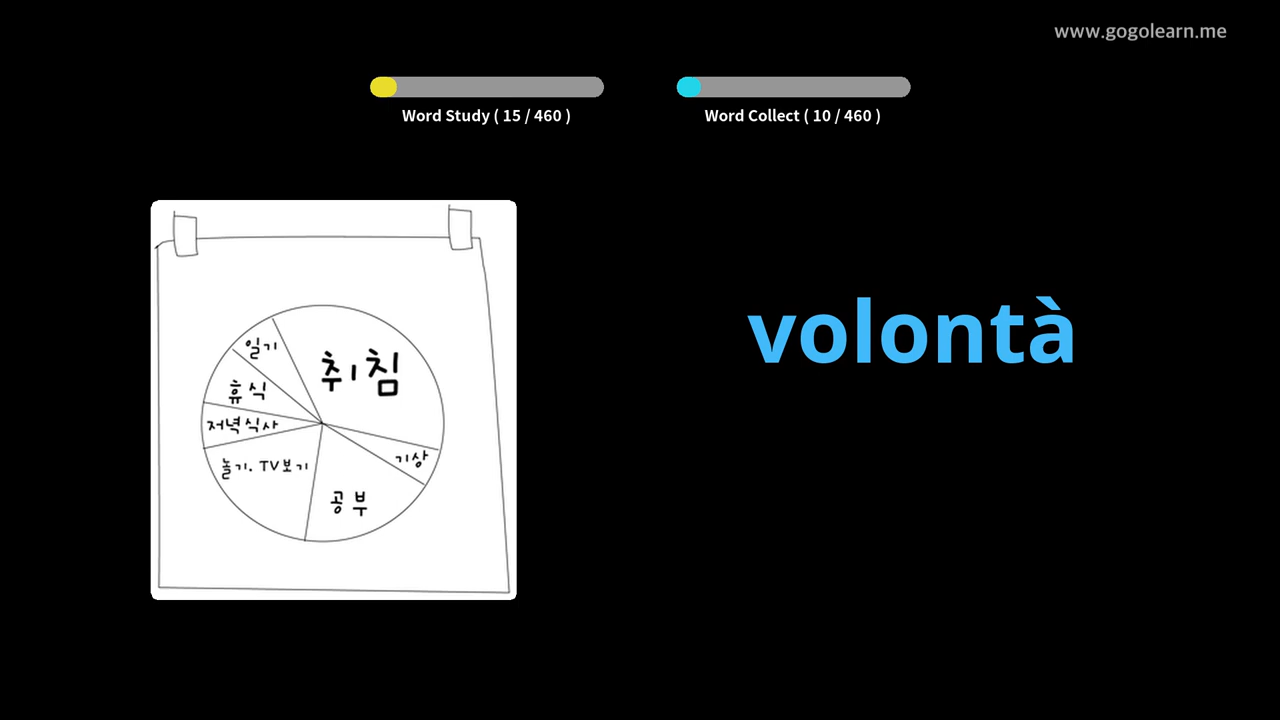 www.gogolearn.me
Word Study ( 15 / 460 )
Word Collect ( 10 / 460 )
일기
취침
휴식
저녁식사
놀기. TV보기
기상
공부
volontà